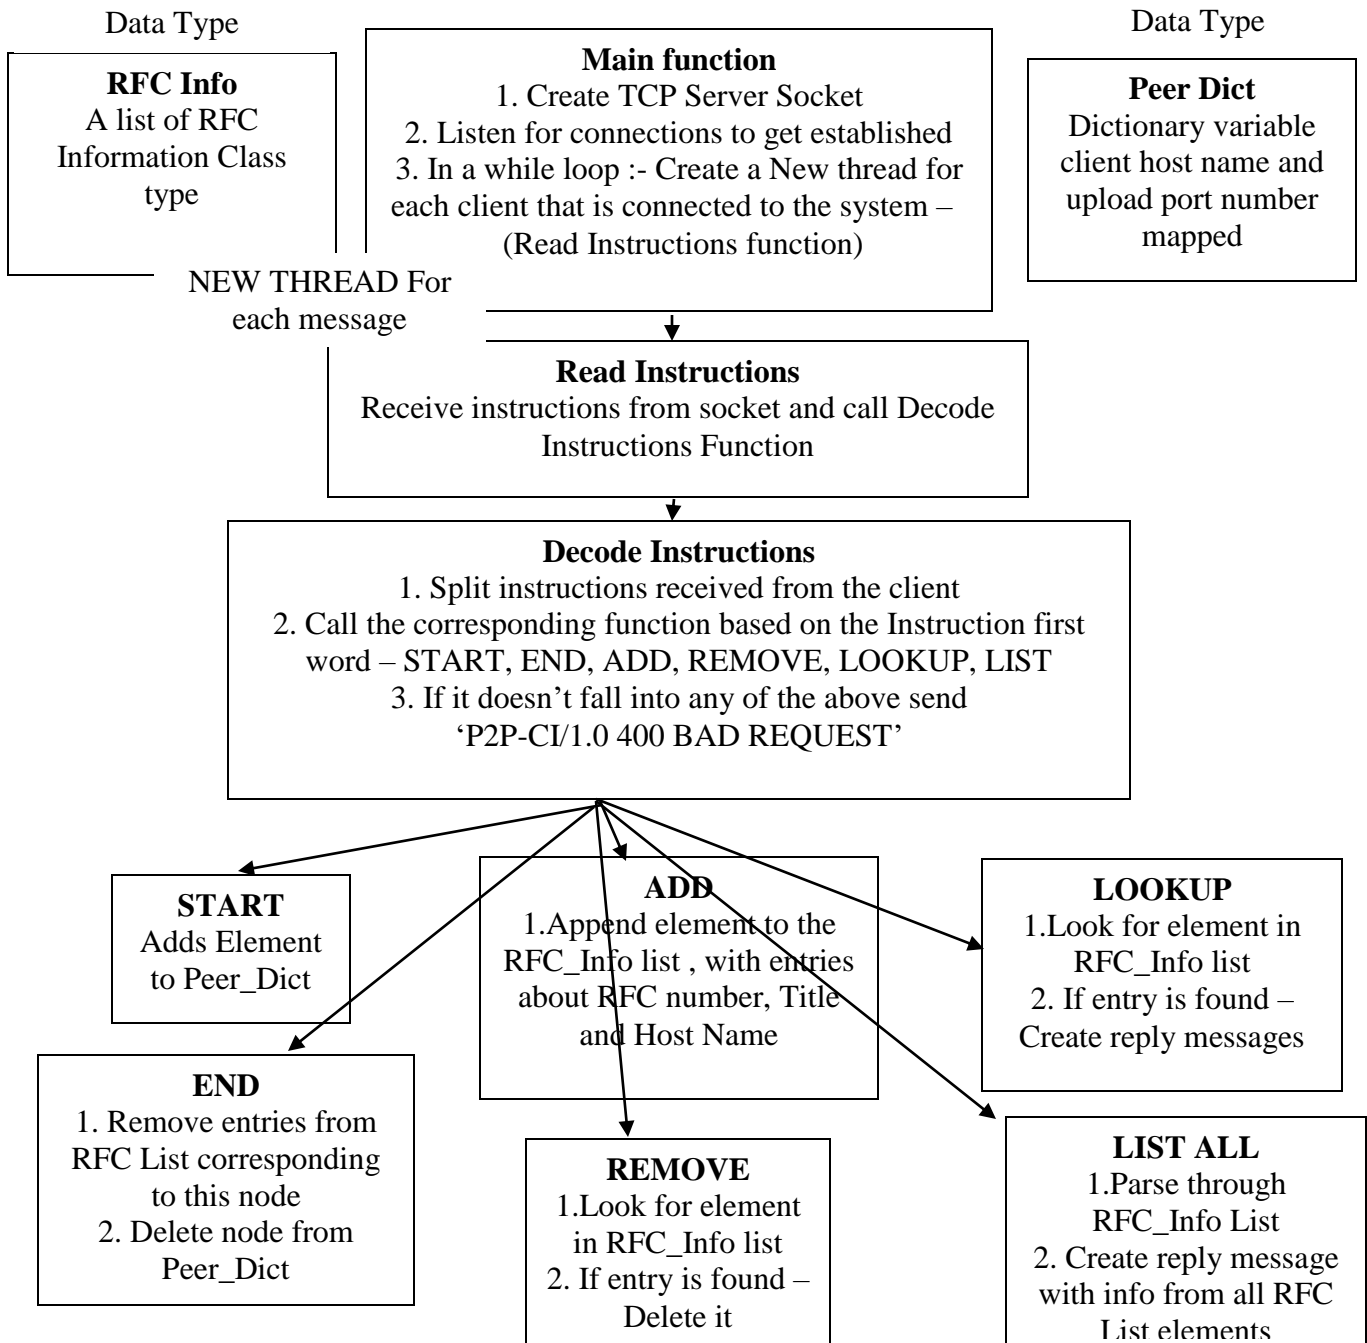 Data Type
RFC Info
A list of RFC
Information Class
type
Main function
1. Create TCP Server Socket
2. Listen for connections to get established
3. In a while loop :- Create a New thread for
each client that is connected to the system –
(Read Instructions function)
Data Type
Peer Dict
Dictionary variable
client host name and
upload port number
mapped
NEW THREAD For
each message
Read Instructions
Receive instructions from socket and call Decode
Instructions Function
Decode Instructions
1. Split instructions received from the client
2. Call the corresponding function based on the Instruction first
word – START, END, ADD, REMOVE, LOOKUP, LIST
3. If it doesn’t fall into any of the above send
‘P2P-CI/1.0 400 BAD REQUEST’
START
Adds Element
to Peer_Dict
ADD
1.Append element to the
RFC_Info list , with entries
about RFC number, Title
and Host Name
LOOKUP
1.Look for element in
RFC_Info list
2. If entry is found –
Create reply messages
END
1. Remove entries from
RFC List corresponding
to this node
2. Delete node from
Peer_Dict
REMOVE
1.Look for element
in RFC_Info list
2. If entry is found –
Delete it
LIST ALL
1.Parse through
RFC_Info List
2. Create reply message
with info from all RFC
List elements